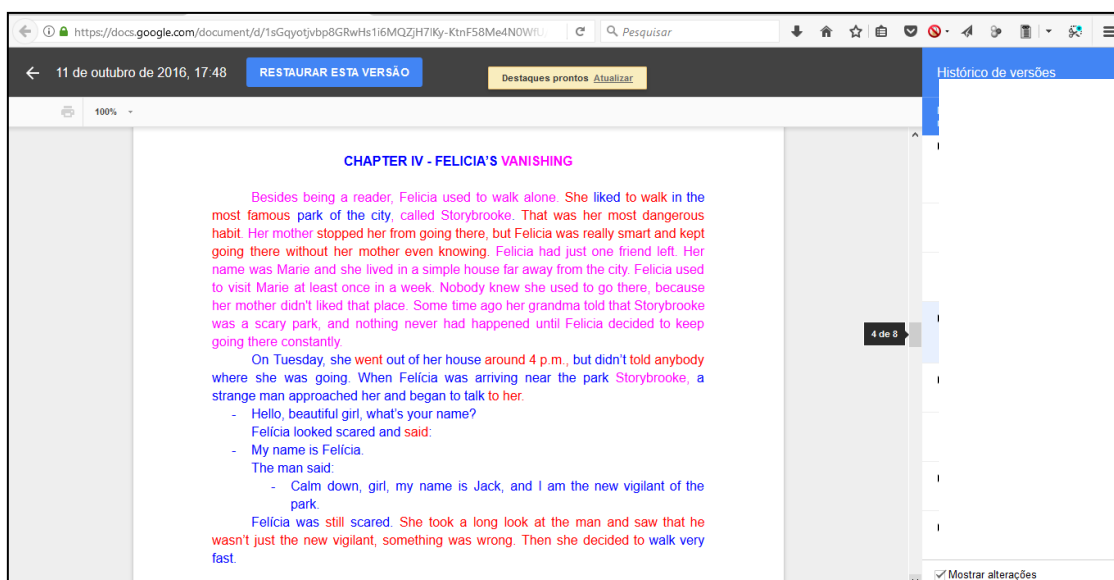 https://docs.google.com/document/d/1sGqyotjvbp8GRwHs1i6MQZjH7lKy-KtnF58Me4N0WfU
Pesquisar
11 de outubro de 2016, 17:48
RESTAURAR ESTA VERSÃO
Destaques prontos Atualizar
Histórico de versões
100%
CHAPTER IV - FELICIA'S VANISHING
Besides being a reader, Felicia used to walk alone. She liked to walk in the
most famous park of the city, called Storybrooke. That was her most dangerous
habit. Her mother stopped her from going there, but Felicia was really smart and kept
going there without her mother even knowing. Felicia had just one friend left. Her
name was Marie and she lived in a simple house far away from the city. Felicia used
to visit Marie at least once in a week. Nobody knew she used to go there, because
her mother didn't liked that place. Some time ago her grandma told that Storybrooke
was a scary park, and nothing never had happened until Felicia decided to keep
going there constantly.
4 de 8
On Tuesday, she went out of her house around 4 p.m., but didn't told anybody
where she was going. When Felícia was arriving near the park Storybrooke, a
strange man approached her and began to talk to her.
- Hello, beautiful girl, what's your name?
Felícia looked scared and said:
- My name is Felícia.
The man said:
- Calm down, girl, my name is Jack, and I am the new vigilant of the
park.
Felícia was still scared. She took a long look at the man and saw that he
wasn't just the new vigilant, something was wrong. Then she decided to walk very
fast.
Mostrar alterações